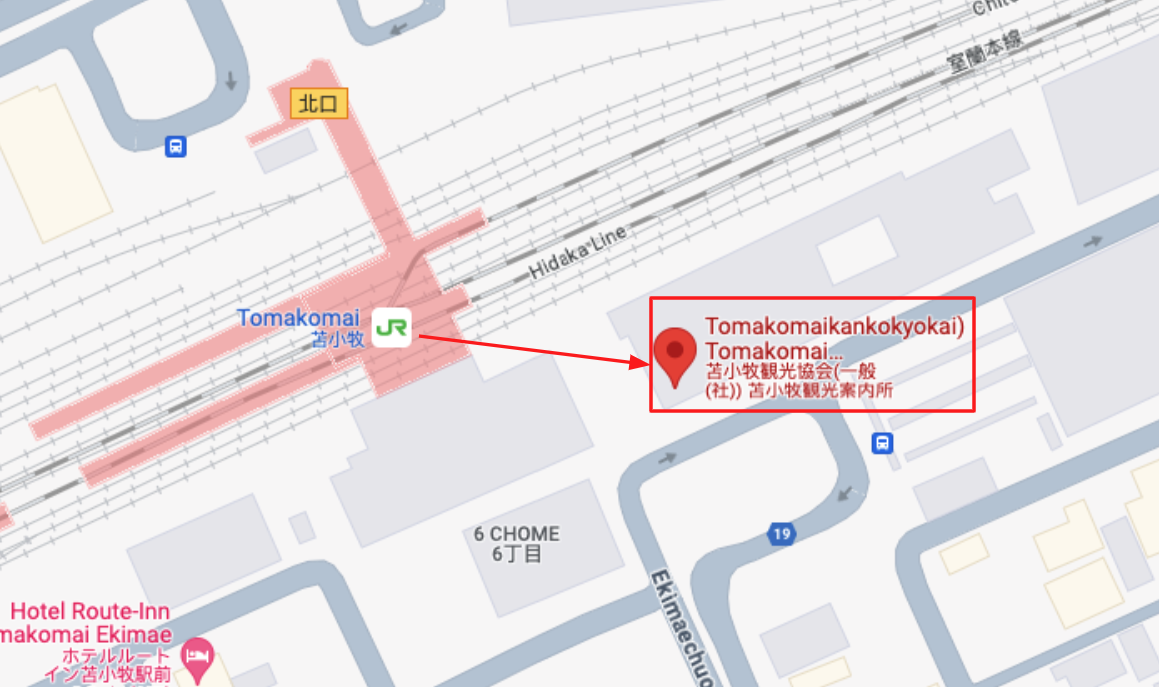 室蘭本線
北口
Hidaka Line
Tomakomai
苫小牧
JR
Tomakomaikankokyokai)
Tomakomai...
苫小牧観光協会(一般
(社)) 苫小牧観光案内所
6 CHOME
6丁目
19
Ekimaechuo
Hotel Route-Inn
makomai Ekimae
ホテルルート
イン苫小牧駅前